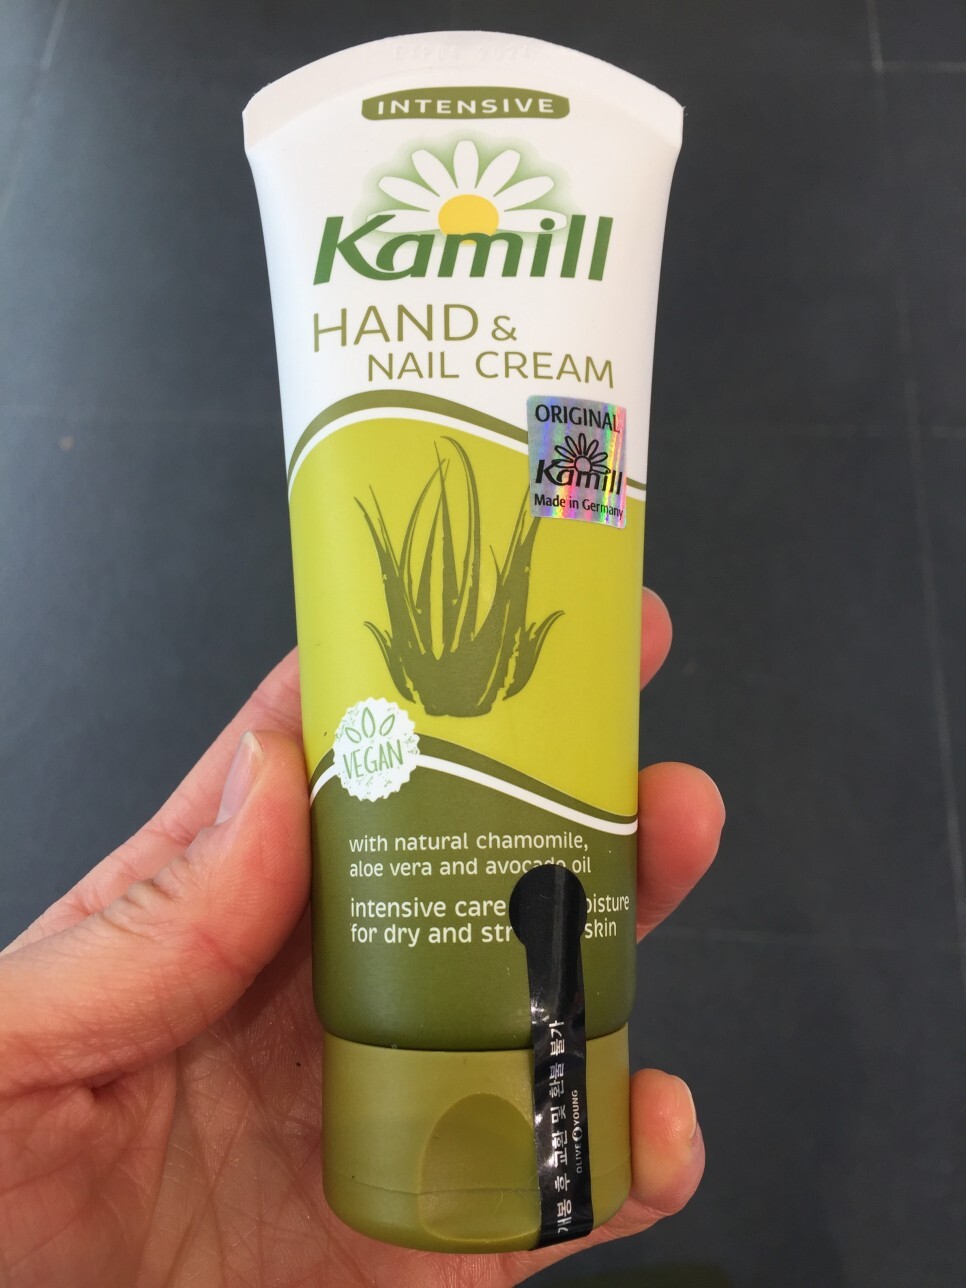 INTENSIVE
Kamill
HAND &
NAIL CREAM
ORIGINAL
Kamill
Made in Germany
VEGAN
with natural chamomile,
aloe vera and avocado oil
intensive care oisture
for dry and str skin
개봉 후 교환 및 환불 불가
OLIVE YOUNG